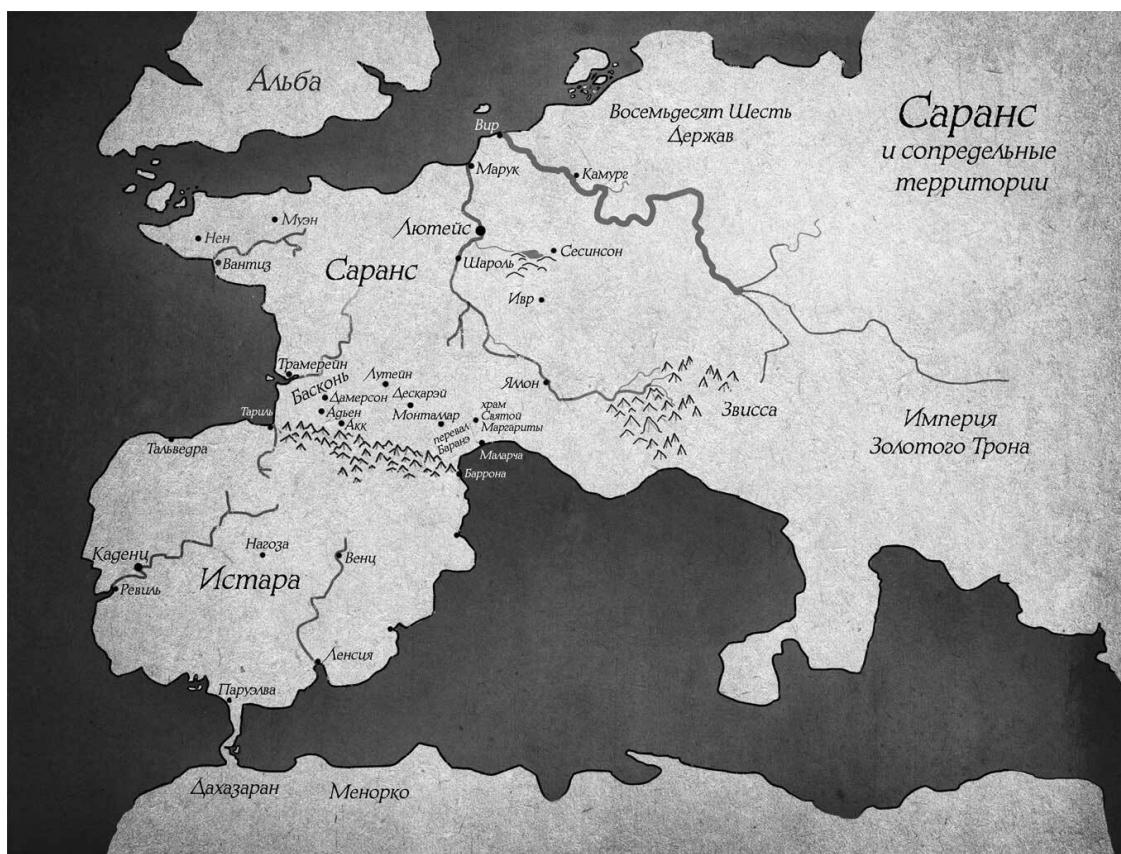 Альба
Восемьдесят Шесть
Держав
Саранс
и сопредельные
территории
Вир
Марук
Камург
Муэн
Нен
Вантиз
Лютейс
Шароль
Сесинсон
Саранс
Ивр
Трамерейн
Басконь
Лутейн
Дамерсон
Дескарэй
Яллон
Тариль
Адьен
Акк
Монталлар
храм
Святой
Маргариты
перевал
Баранэ
Маларча
Баррона
Звисса
Империя
Золотого Трона
Тальведра
Каденц
Ревиль
Нагоза
Венц
Истара
Ленсия
Паруэлва
Дахазаран
Менорко